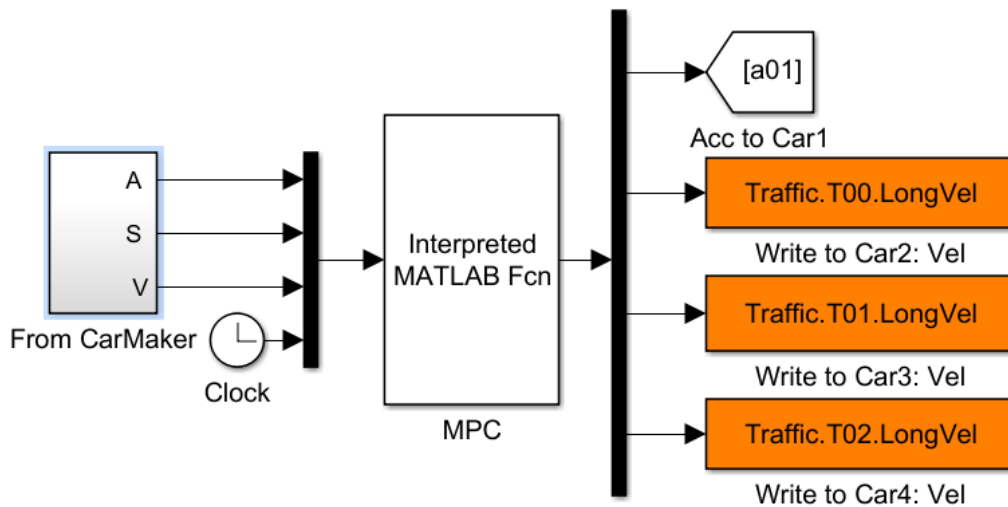 A
S
V
From CarMaker
Clock
Interpreted
MATLAB Fcn
MPC
[a01]
Acc to Car1
Traffic.T00.LongVel
Write to Car2: Vel
Traffic.T01.LongVel
Write to Car3: Vel
Traffic.T02.LongVel
Write to Car4: Vel